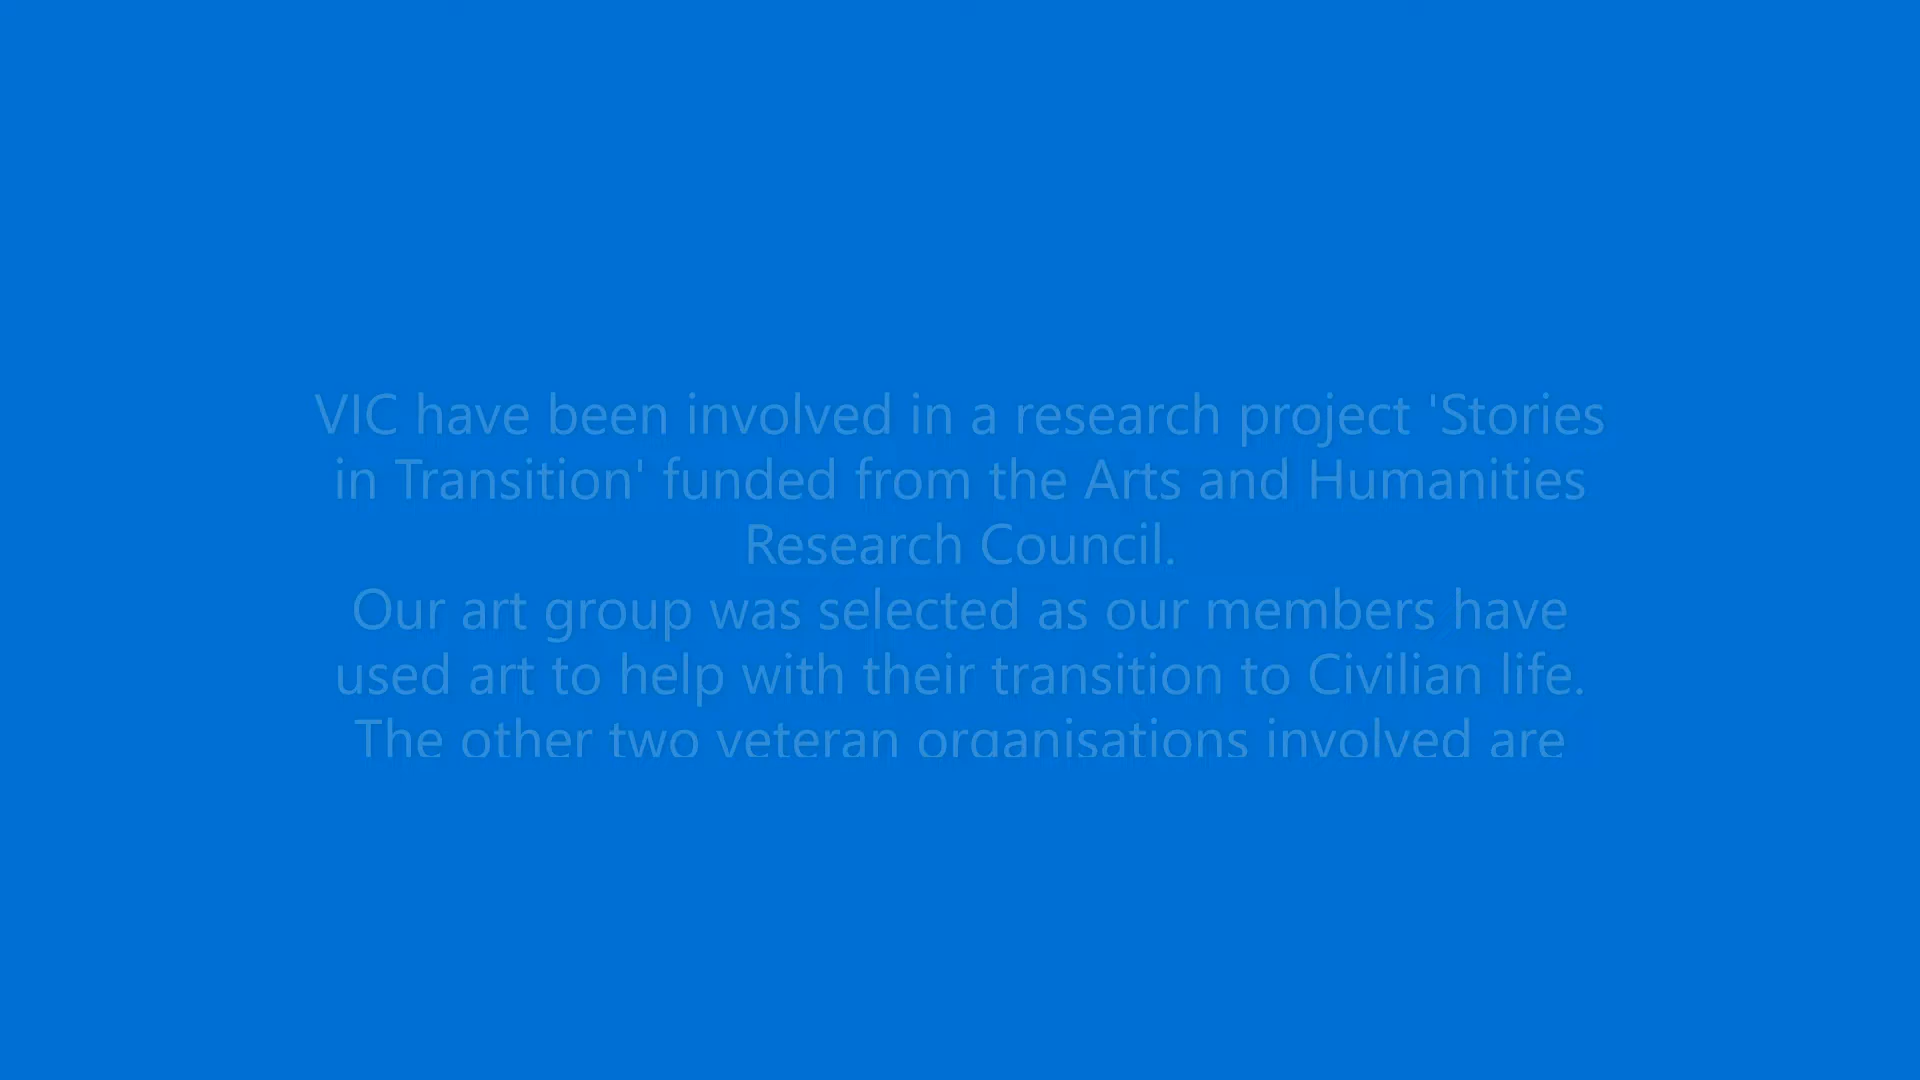 VIC have been involved in a research project 'Stories
in Transition' funded from the Arts and Humanities
Research Council.
Our art group was selected as our members have
used art to help with their transition to Civilian life.
The other two veteran organisations involved are